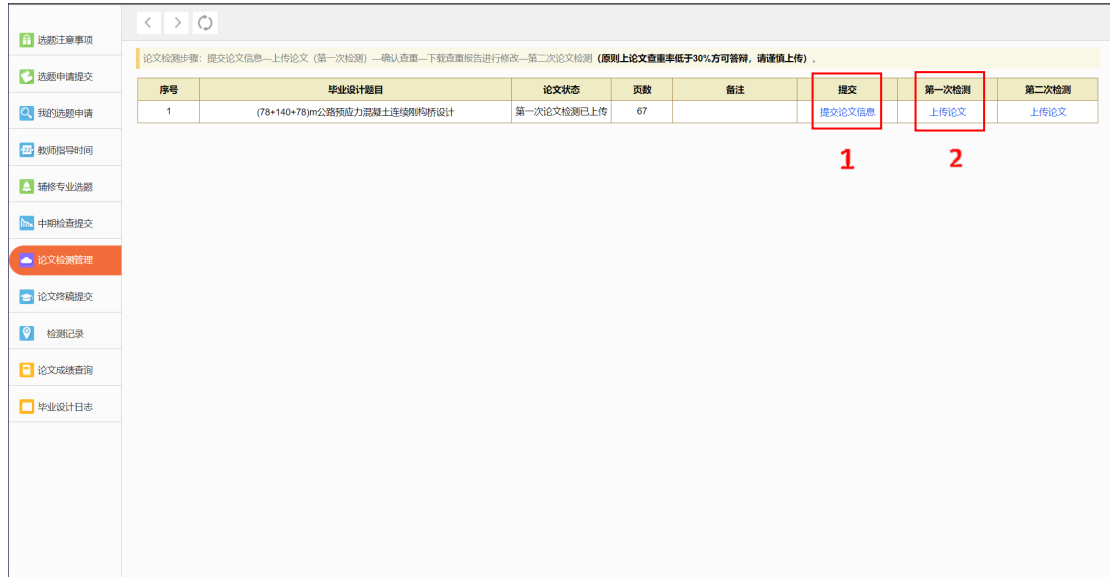 选题注意事项
选题申请提交
我的选题申请
教师指导时间
辅修专业选题
中期检查提交
论文检测管理
论文终稿提交
检测记录
论文成绩查询
毕业设计日志
论文检测步骤：提交论文信息—上传论文（第一次检测）—确认查重—下载查重报告进行修改—第二次论文检测（原则上论文查重率低于30%方可答辩，请谨慎上传）.
序号 毕业设计题目 论文状态 页数 备注 提交 第一次检测 第二次检测
1 (78+140+78)m公路预应力混凝土连续刚构桥设计 第一次论文检测已上传 67 提交论文信息 上传论文 上传论文
1 2